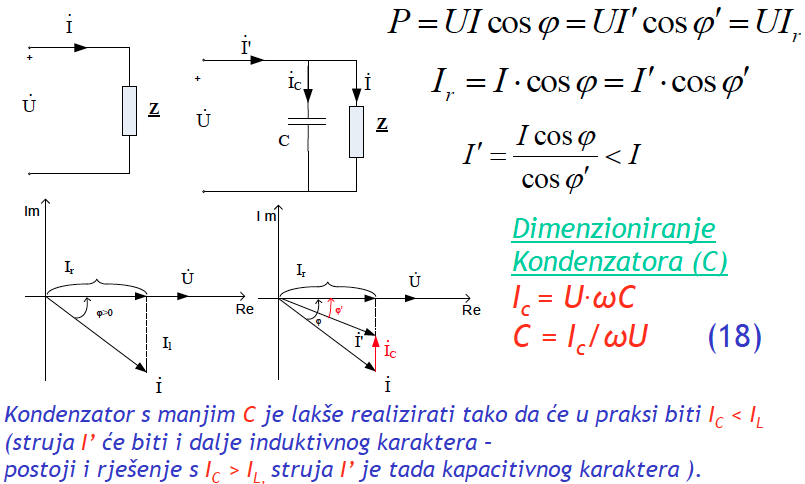 İ
+
U̇
Z
İ'
+
U̇
İC
C
İ
Z
P = UI cos φ = UI′ cos φ′ = UIr
Ir = I · cos φ = I′ · cos φ′
I′ = I cos φ / cos φ′ < I
Im
Ir
U̇
Re
φ>0
Il
İ
I m
Ir
U̇
Re
φ'
φ
İ'
İC
İ
Dimenzioniranje
Kondenzatora (C)
Ic = U·ωC
C = Ic/ωU (18)
Kondenzator s manjim C je lakše realizirati tako da će u praksi biti IC < IL
(struja I’ će biti i dalje induktivnog karaktera –
postoji i rješenje s IC > IL, struja I’ je tada kapacitivnog karaktera ).